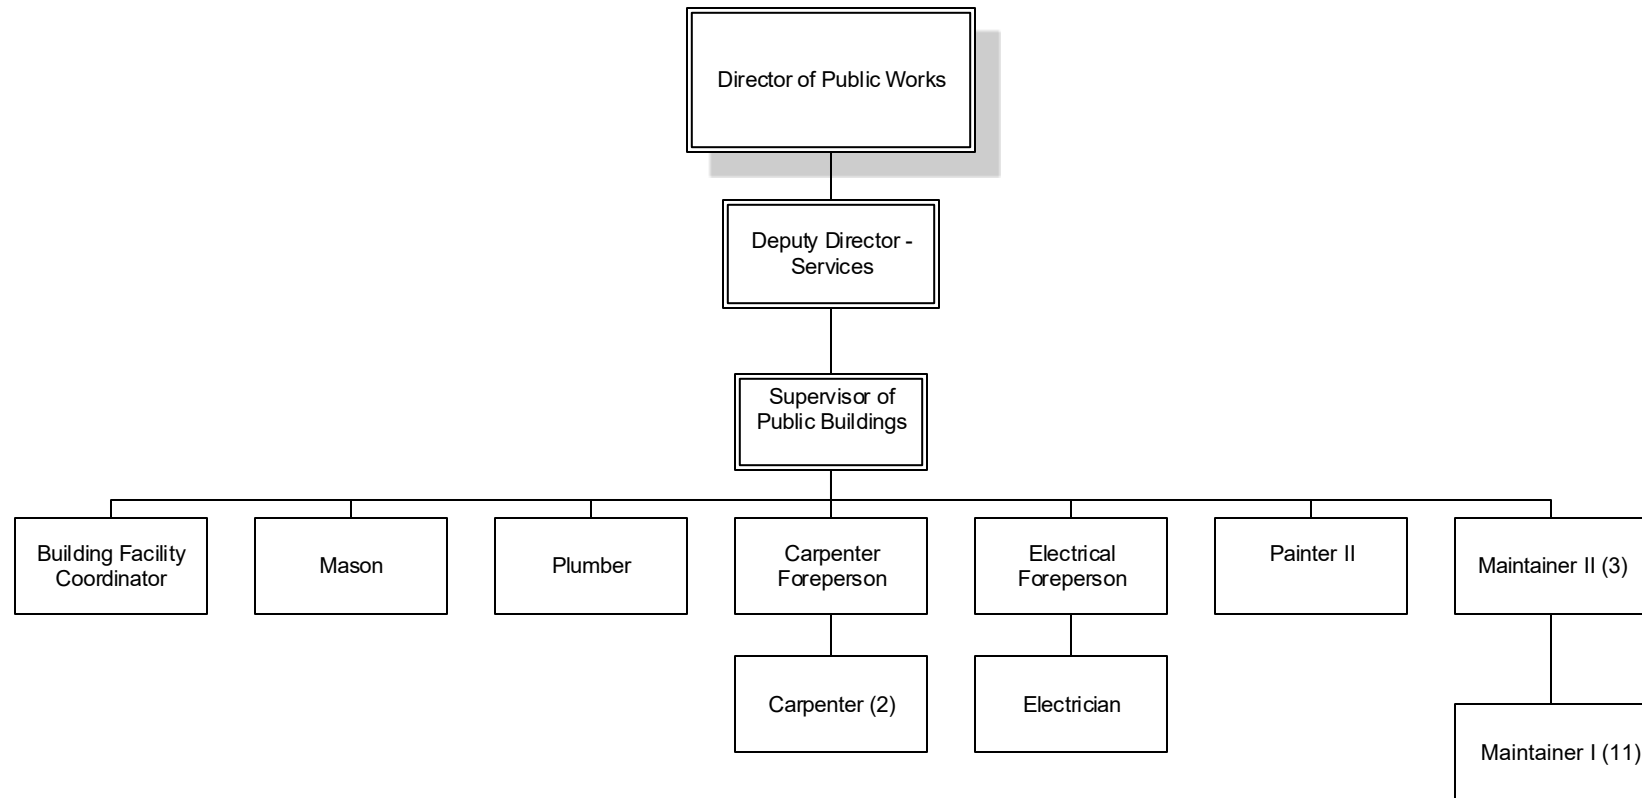 Director of Public Works
Deputy Director -
Services
Supervisor of
Public Buildings
Building Facility
Coordinator
Mason
Plumber
Carpenter
Foreperson
Electrical
Foreperson
Painter II
Maintainer II (3)
Carpenter (2)
Electrician
Maintainer I (11)